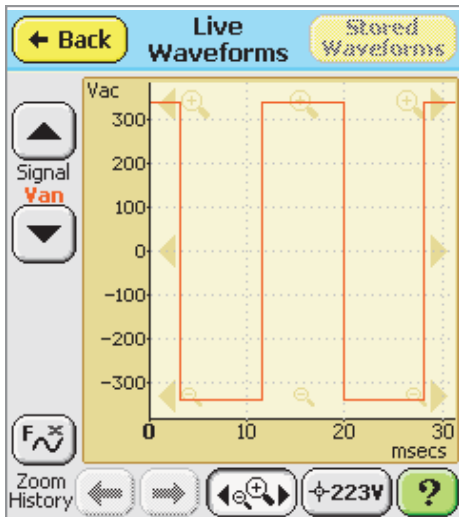 ← Back
Live
Waveforms
Stored
Waveforms
Vac
300
200
100
0
-100
-200
-300
Signal
Van
0 10 20 30
msecs
F x
Zoom
History
223V
?